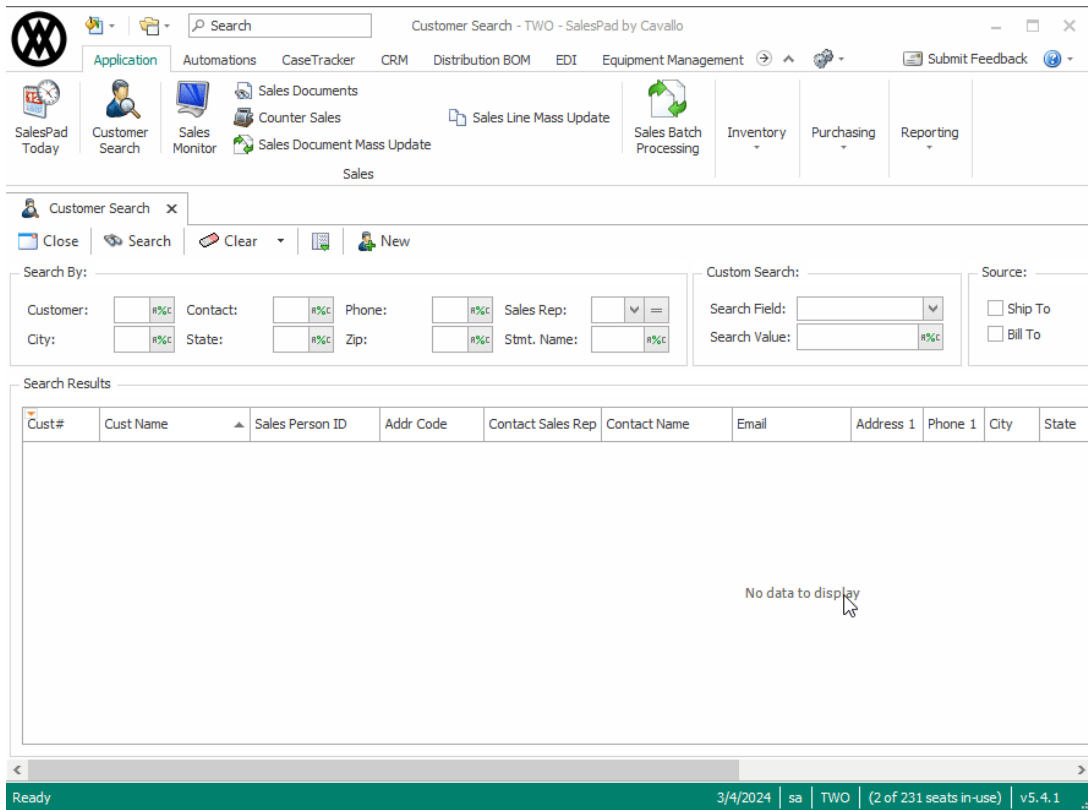 Search
Customer Search - TWO - SalesPad by Cavallo
Application Automations CaseTracker CRM Distribution BOM EDI Equipment Management Submit Feedback
SalesPad Today
Customer Search
Sales Monitor
Sales Documents
Counter Sales
Sales Document Mass Update
Sales Line Mass Update
Sales Batch Processing
Inventory
Purchasing
Reporting
Sales
Customer Search
Close Search Clear New
Search By: Custom Search: Source:
Customer: R%C Contact: R%C Phone: R%C Sales Rep: = Search Field: Ship To
City: R%C State: R%C Zip: R%C Stmt. Name: R%C Search Value: R%C Bill To
Search Results
Cust# Cust Name Sales Person ID Addr Code Contact Sales Rep Contact Name Email Address 1 Phone 1 City State
No data to display
Ready 3/4/2024 sa TWO (2 of 231 seats in-use) v5.4.1